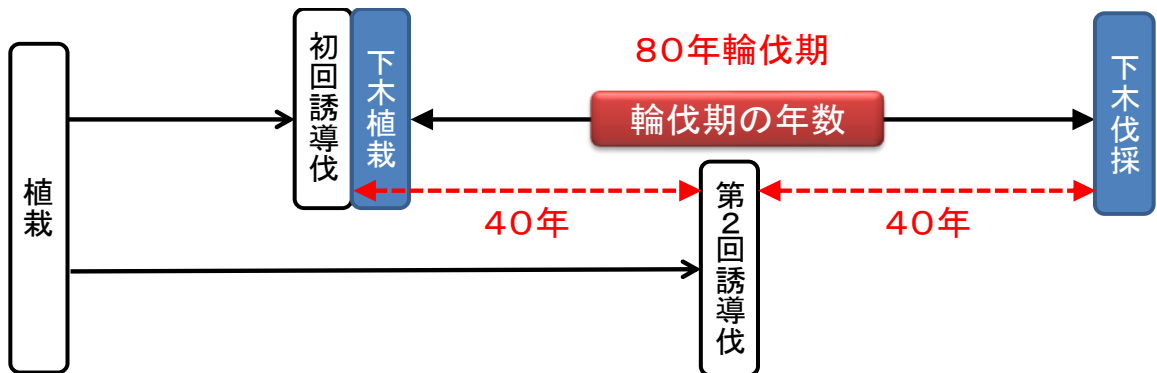 植栽
初回誘導伐
下木植栽
80年輪伐期
輪伐期の年数
下木伐採
40年
第2回誘導伐
40年